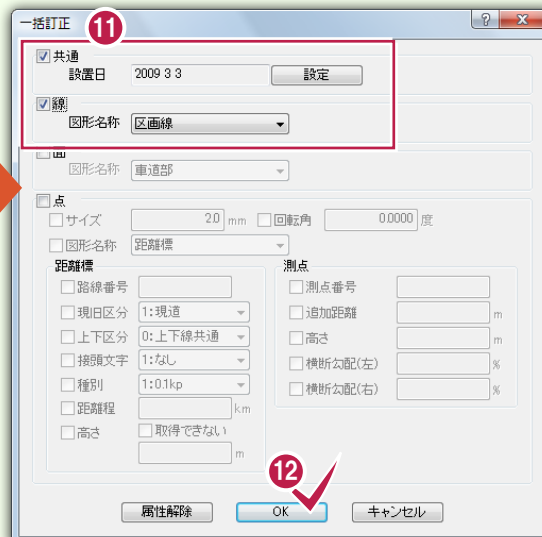 一括訂正
11
共通
設置日 2009 3 3 設定
線
図形名称 区画線
面
図形名称 車道部
点
サイズ 2.0 mm 回転角 0.0000 度
図形名称 距離標
距離標
路線番号
現旧区分 1:現道
上下区分 0:上下線共通
接頭文字 1:なし
種別 1:0.1kp
距離程 km
高さ 取得できない
m
測点
測点番号
追加距離 m
高さ m
横断勾配(左) %
横断勾配(右) %
12
属性解除 OK キャンセル